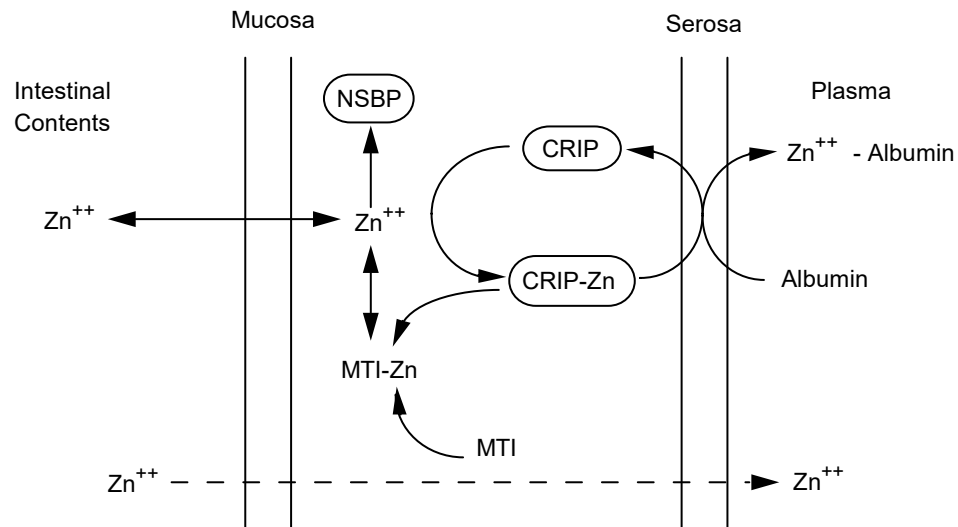 Mucosa
Serosa
Intestinal
Contents
Plasma
NSBP
CRIP
Zn++ - Albumin
Zn++
Zn++
CRIP-Zn
Albumin
MTI-Zn
MTI
Zn++
Zn++